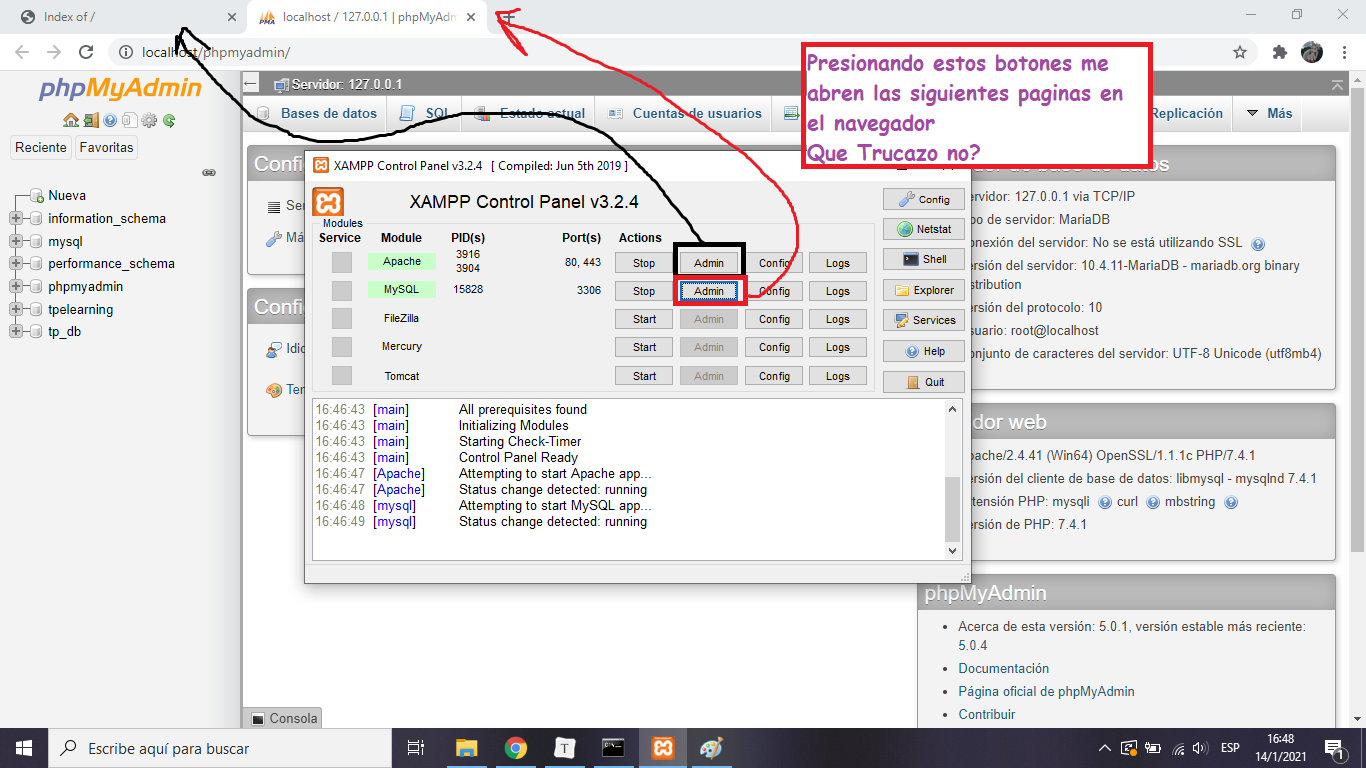 Index of /
localhost / 127.0.0.1 | phpMyAdm
localhost/phpmyadmin/
Presionando estos botones me
abren las siguientes paginas en
el navegador
Que Trucazo no?
phpMyAdmin
Reciente
Favoritas
Nueva
information_schema
mysql
performance_schema
phpmyadmin
tpelearning
tp_db
Servidor: 127.0.0.1
Bases de datos
SQL
Estado actual
Cuentas de usuarios
Replicación
Más
XAMPP Control Panel v3.2.4 [ Compiled: Jun 5th 2019 ]
XAMPP Control Panel v3.2.4
Modules
Service Module PID(s) Port(s) Actions
Apache 3916 3904 80, 443 Stop Admin Config Logs
MySQL 15828 3306 Stop Admin Config Logs
FileZilla Start Admin Config Logs
Mercury Start Admin Config Logs
Tomcat Start Admin Config Logs
Config
Netstat
Shell
Explorer
Services
Help
Quit
16:46:43 [main] All prerequisites found
16:46:43 [main] Initializing Modules
16:46:43 [main] Starting Check-Timer
16:46:43 [main] Control Panel Ready
16:46:47 [Apache] Attempting to start Apache app...
16:46:47 [Apache] Status change detected: running
16:46:48 [mysql] Attempting to start MySQL app...
16:46:49 [mysql] Status change detected: running
de base de datos
ervidor: 127.0.0.1 via TCP/IP
po de servidor: MariaDB
onexión del servidor: No se está utilizando SSL
ersión del servidor: 10.4.11-MariaDB - mariadb.org binary
stribution
ersión del protocolo: 10
suario: root@localhost
onjunto de caracteres del servidor: UTF-8 Unicode (utf8mb4)
dor web
pache/2.4.41 (Win64) OpenSSL/1.1.1c PHP/7.4.1
ersión del cliente de base de datos: libmysql - mysqlnd 7.4.1
tensión PHP: mysqli curl mbstring
ersión de PHP: 7.4.1
phpMyAdmin
Acerca de esta versión: 5.0.1, versión estable más reciente:
5.0.4
Documentación
Página oficial de phpMyAdmin
Contribuir
Consola
Escribe aquí para buscar
ESP
16:48
14/1/2021